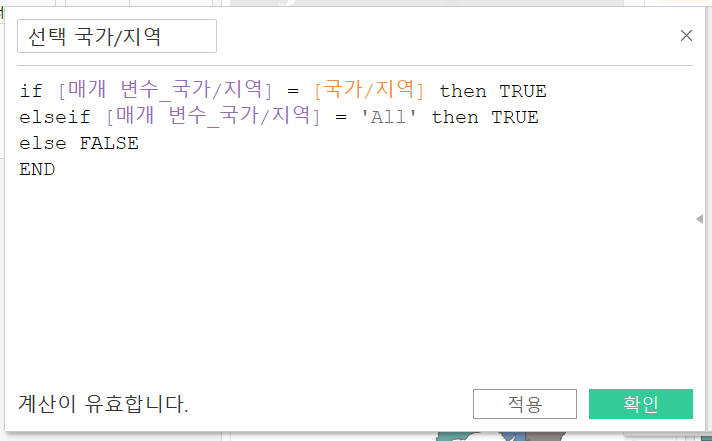 선택 국가/지역
if [매개 변수_국가/지역] = [국가/지역] then TRUE
elseif [매개 변수_국가/지역] = 'All' then TRUE
else FALSE
END
계산이 유효합니다.
적용
확인